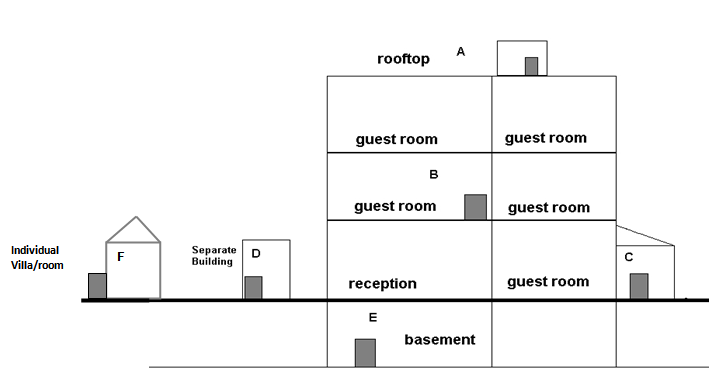 rooftop A
guest room guest room
B
guest room guest room
Individual
Villa/room
F
Separate
Building
D
C
reception guest room
E
basement